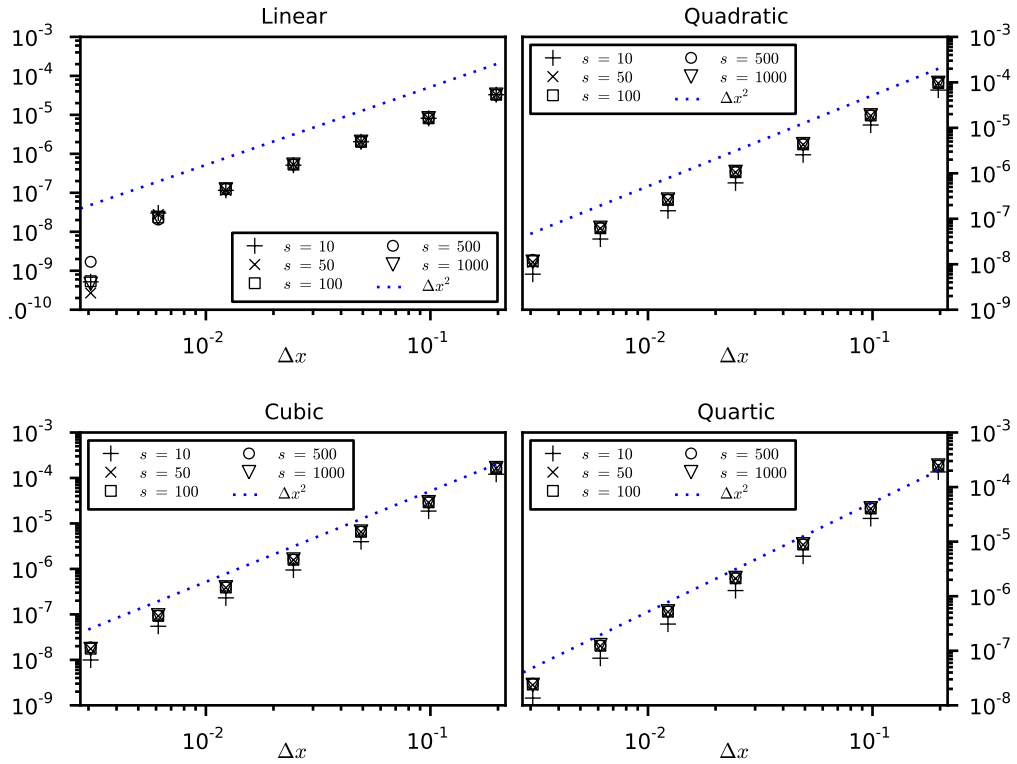 Linear
10^-3
10^-4
10^-5
10^-6
10^-7
10^-8
10^-9
.0^-10
s = 10
s = 50
s = 100
s = 500
s = 1000
Δx^2
10^-2
10^-1
Δx
Quadratic
s = 10
s = 50
s = 100
s = 500
s = 1000
Δx^2
10^-3
10^-4
10^-5
10^-6
10^-7
10^-8
10^-9
10^-2
10^-1
Δx
Cubic
10^-3
10^-4
10^-5
10^-6
10^-7
10^-8
10^-9
s = 10
s = 50
s = 100
s = 500
s = 1000
Δx^2
10^-2
10^-1
Δx
Quartic
s = 10
s = 50
s = 100
s = 500
s = 1000
Δx^2
10^-3
10^-4
10^-5
10^-6
10^-7
10^-8
10^-2
10^-1
Δx